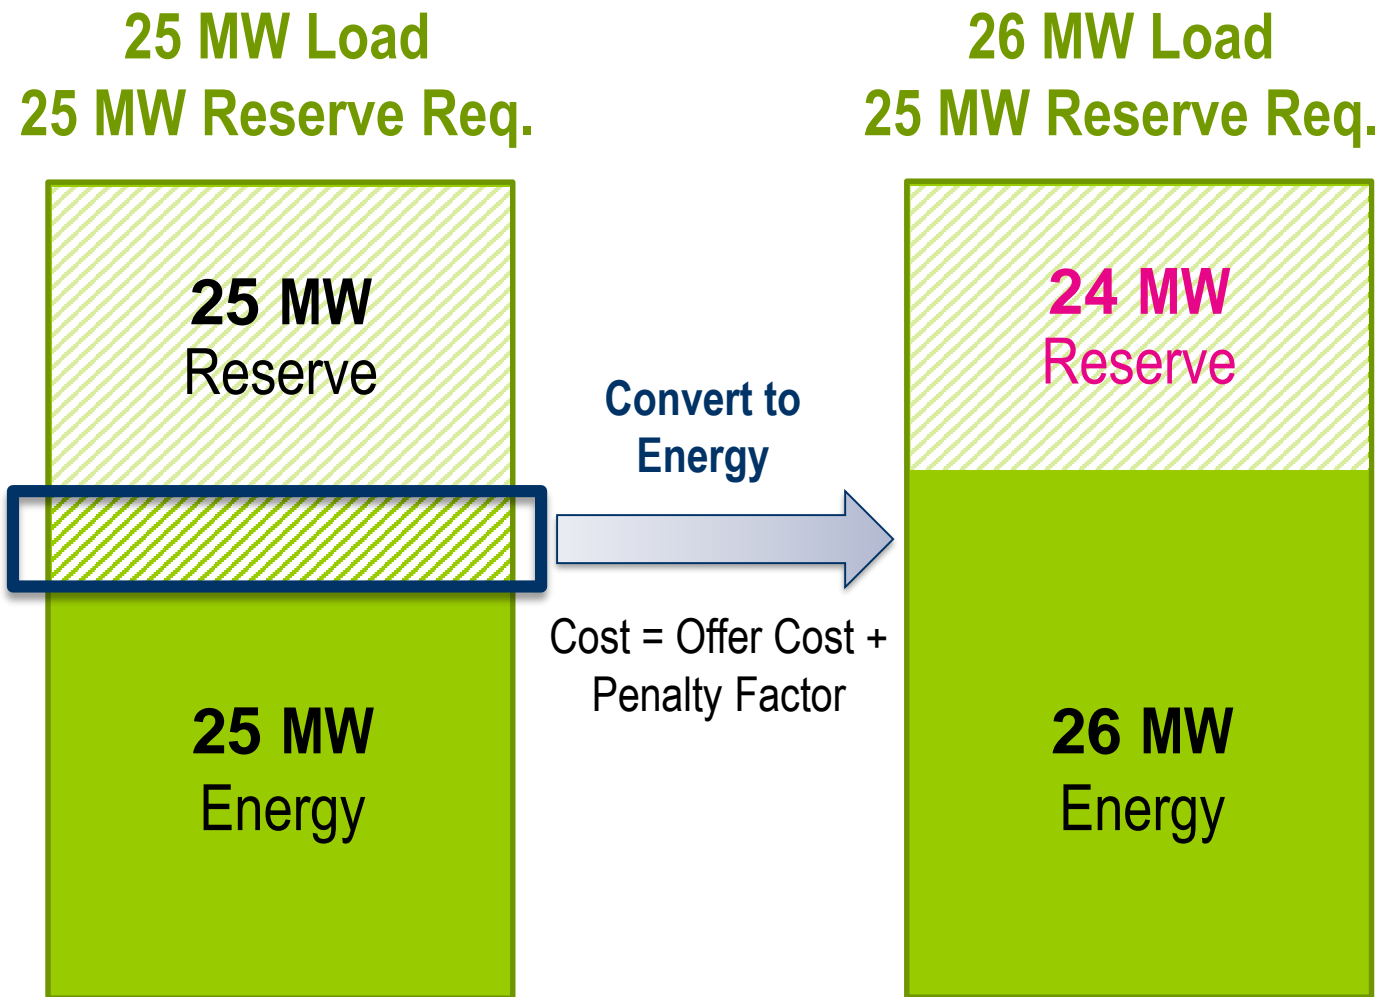 25 MW Load
25 MW Reserve Req.
26 MW Load
25 MW Reserve Req.
25 MW
Reserve
24 MW
Reserve
Convert to
Energy
Cost = Offer Cost +
Penalty Factor
25 MW
Energy
26 MW
Energy